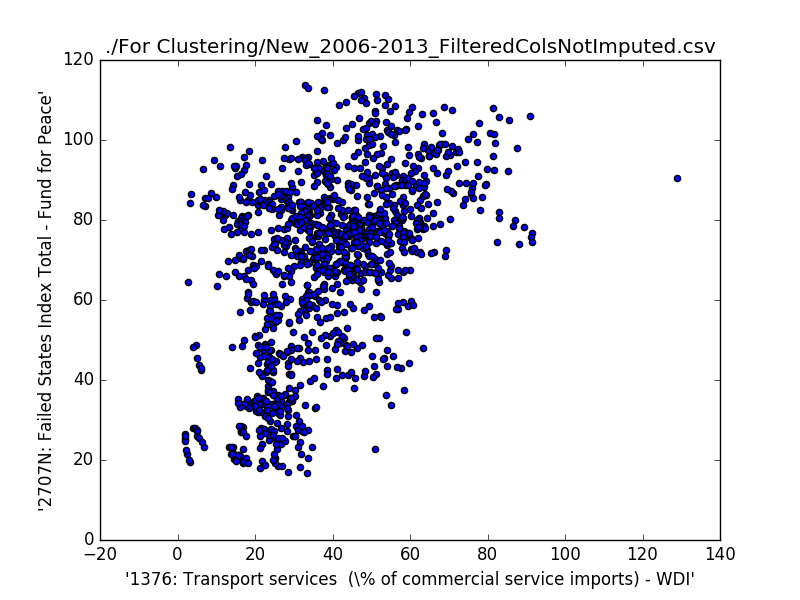 ./For Clustering/New_2006-2013_FilteredColsNotImputed.csv
120
100
80
60
40
20
0
'2707N: Failed States Index Total - Fund for Peace'
−20 0 20 40 60 80 100 120 140
'1376: Transport services  (\% of commercial service imports) - WDI'